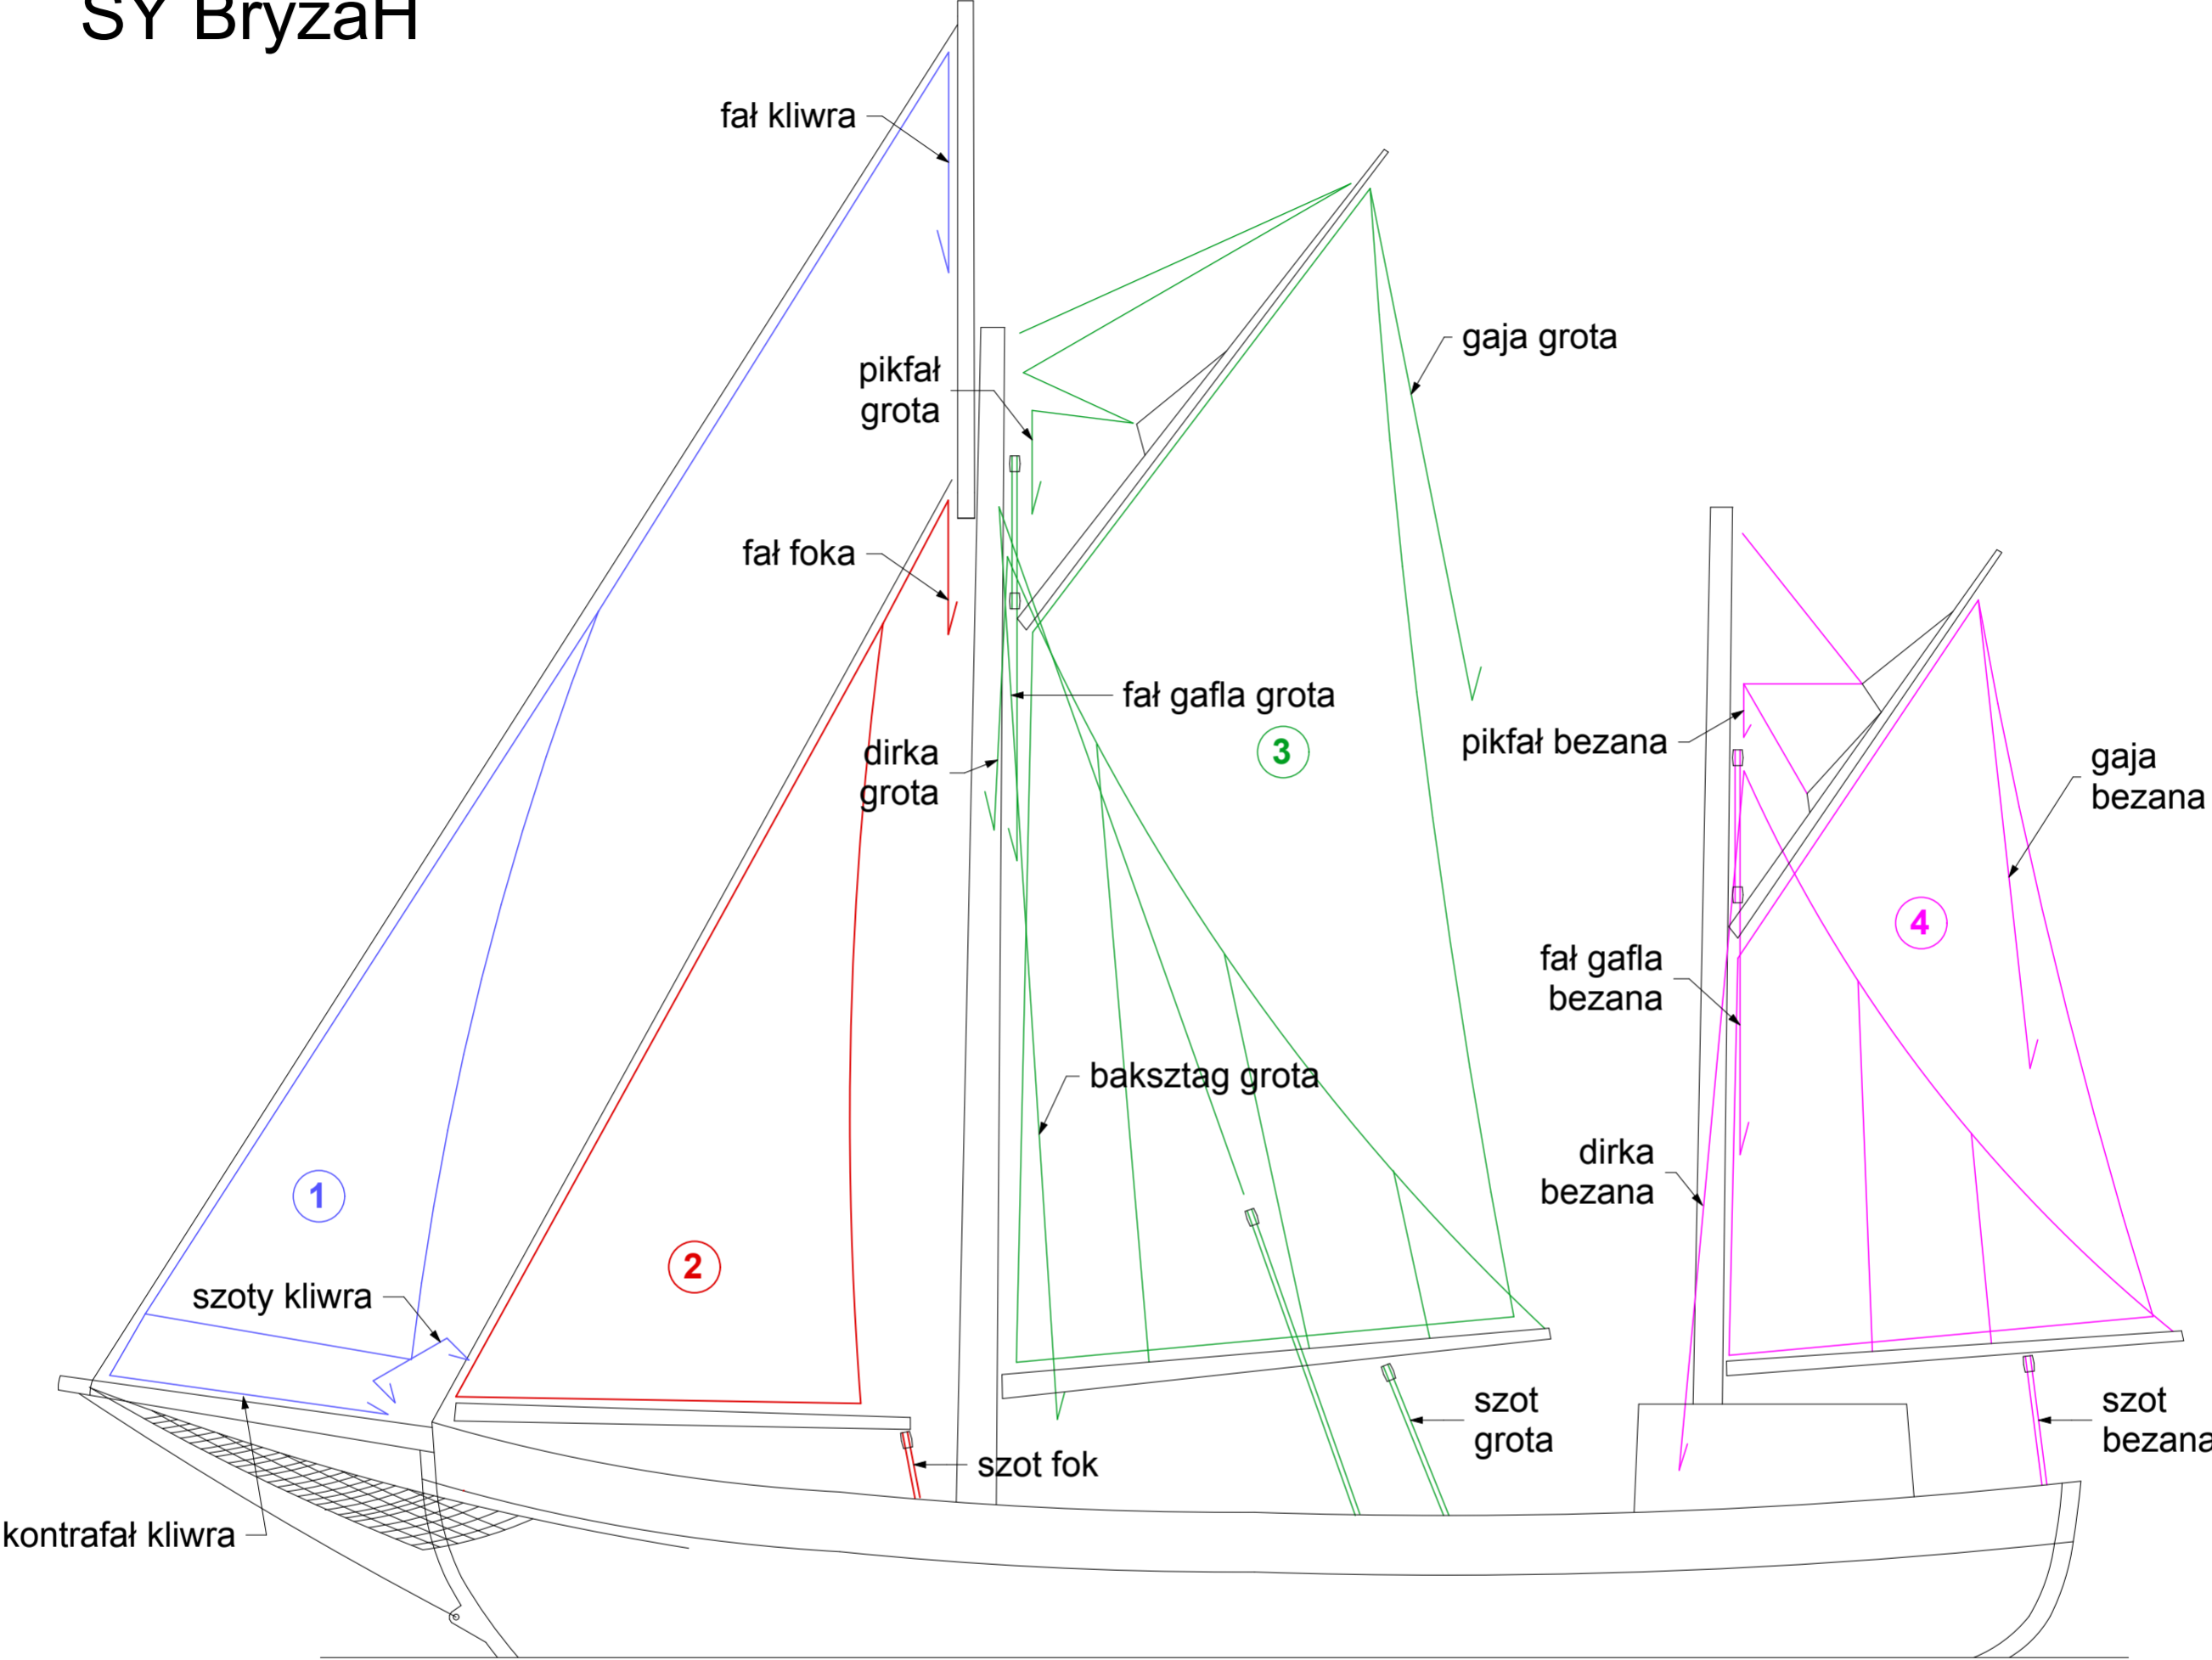 SY BryzaH
fał kliwra
pikfał
grota
gaja grota
fał foka
fał gafla grota
dirka
grota
3
pikfał bezana
gaja
bezana
4
fał gafla
bezana
baksztag grota
dirka
bezana
1
2
szoty kliwra
szot
grota
szot
bezana
szot fok
kontrafał kliwra